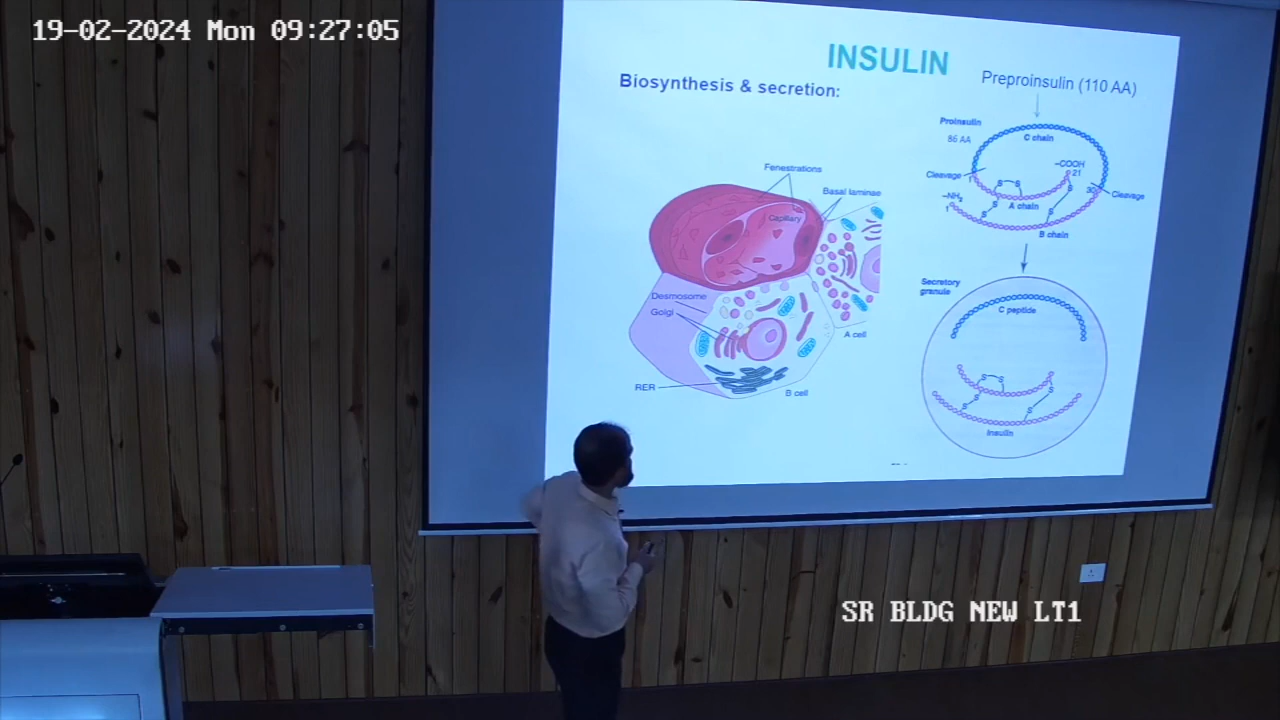 19-02-2024 Mon 09:27:05
INSULIN
Biosynthesis & secretion:
Preproinsulin (110 AA)
Proinsulin
86 AA
C chain
–COOH
21
Cleavage
1
S
S
30
Cleavage
–NH₂
1
S
S
A chain
S
S
B chain
Fenestrations
Basal laminae
Capillary
Desmosome
Golgi
A cell
RER
B cell
Secretory
granule
C peptide
S
S
S
S
S
S
Insulin
SR BLDG NEW LT1